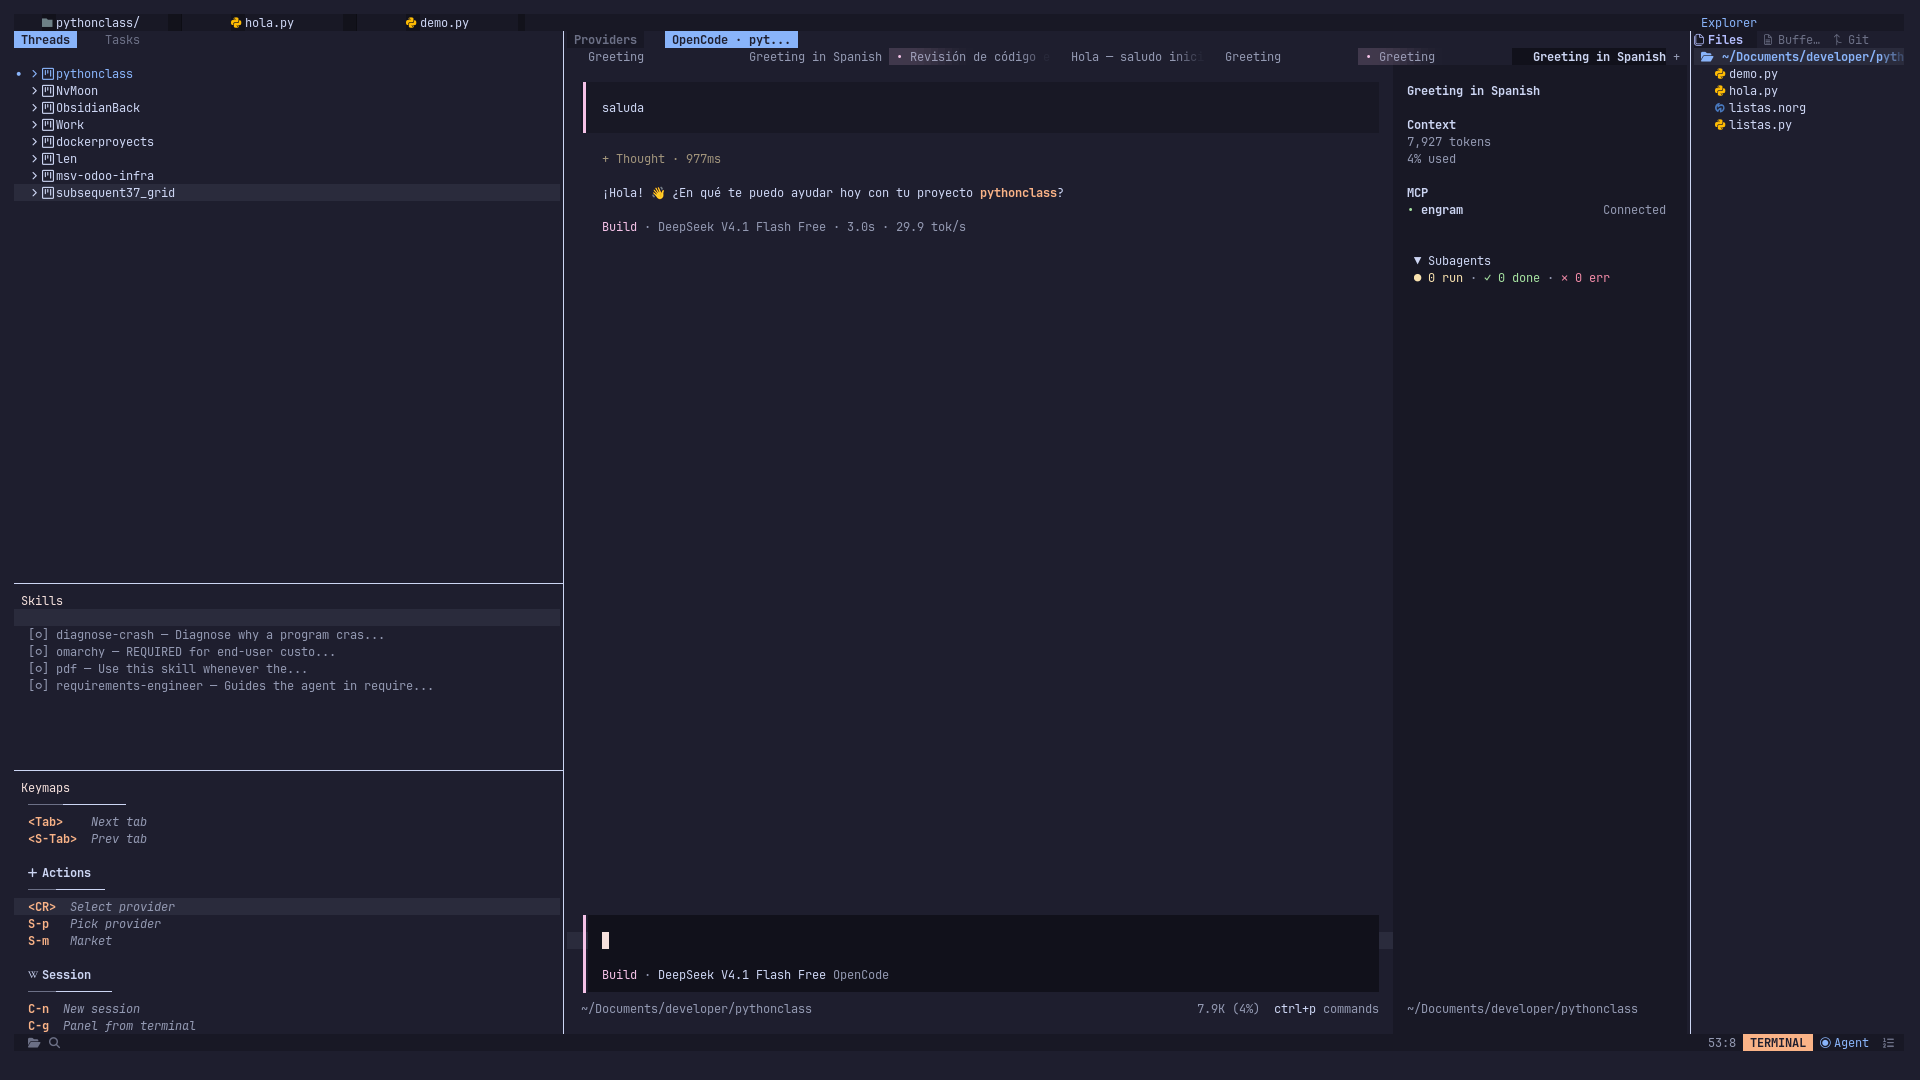 pythonclass/ hola.py demo.py Explorer
Threads Tasks
pythonclass
NvMoon
ObsidianBack
Work
dockerproyects
len
msv-odoo-infra
subsequent37_grid
Skills
[o] diagnose-crash — Diagnose why a program cras...
[o] omarchy — REQUIRED for end-user custo...
[o] pdf — Use this skill whenever the...
[o] requirements-engineer — Guides the agent in require...
Keymaps
<Tab> Next tab
<S-Tab> Prev tab
+ Actions
<CR> Select provider
S-p Pick provider
S-m Market
Session
C-n New session
C-g Panel from terminal
Providers OpenCode · pyt...
Greeting Greeting in Spanish • Revisión de código Hola — saludo inici Greeting • Greeting Greeting in Spanish +
saluda
+ Thought · 977ms
¡Hola! 👋 ¿En qué te puedo ayudar hoy con tu proyecto pythonclass?
Build · DeepSeek V4.1 Flash Free · 3.0s · 29.9 tok/s
Build · DeepSeek V4.1 Flash Free OpenCode
~/Documents/developer/pythonclass 7.9K (4%) ctrl+p commands
Greeting in Spanish
Context
7,927 tokens
4% used
MCP
• engram Connected
▼ Subagents
● 0 run · ✓ 0 done · × 0 err
~/Documents/developer/pythonclass
Files Buffe… Git
~/Documents/developer/pyth
demo.py
hola.py
listas.norg
listas.py
53:8 TERMINAL Agent